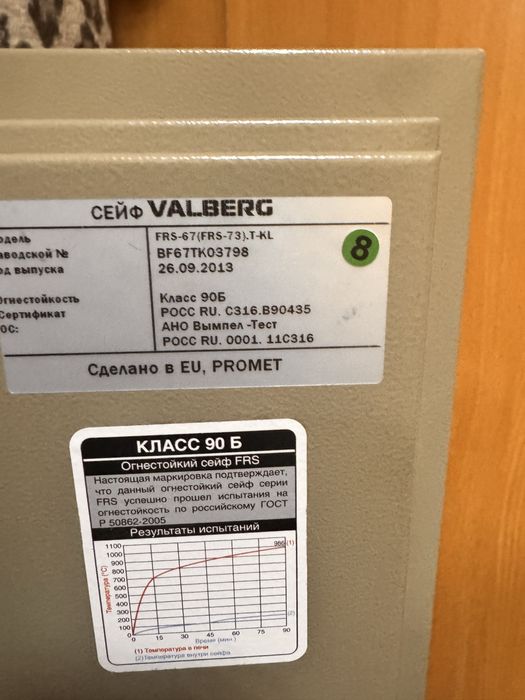 СЕЙФ VALBERG
одель FRS-67(FRS-73).T-KL
аводской № BF67TK03798
од выпуска 26.09.2013
8
Огнестойкость Класс 90Б
Сертификат РОСС RU. С316.В90435
ОС: АНО Вымпел -Тест
РОСС RU. 0001. 11С316
Сделано в EU, PROMET
КЛАСС 90 Б
Огнестойкий сейф FRS
Настоящая маркировка подтверждает,
что данный огнестойкий сейф серии
FRS успешно прошел испытания на
огнестойкость по российскому ГОСТ
Р 50862-2005
Результаты испытаний
Температура (°C)
1100
1000
900
800
700
600
500
400
300
200
100
0
986 (1)
(2)
0 15 30 45 60 75 90
Время (мин.)
(1) Температура в печи
(2) Температура внутри сейфа